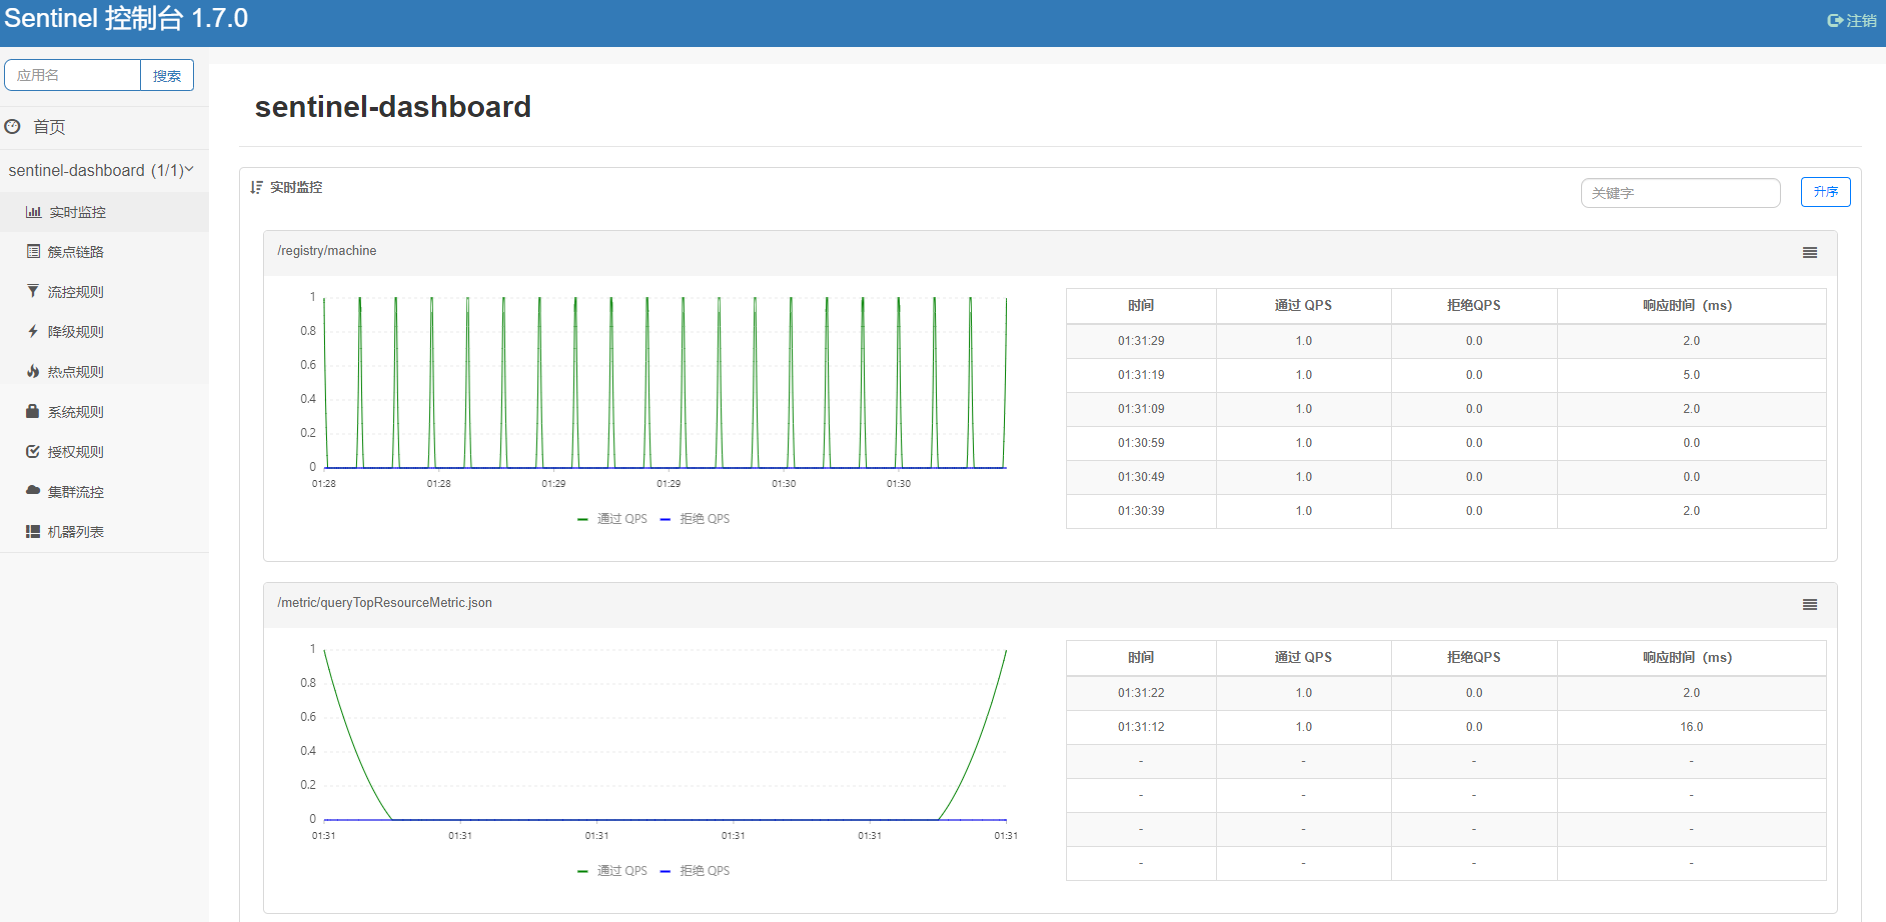 Sentinel 控制台 1.7.0
注销
应用名
搜索
首页
sentinel-dashboard (1/1)
实时监控
簇点链路
流控规则
降级规则
热点规则
系统规则
授权规则
集群流控
机器列表
sentinel-dashboard
实时监控
关键字
升序
/registry/machine
1
0.8
0.6
0.4
0.2
0
01:28 01:28 01:29 01:29 01:30 01:30
通过 QPS 拒绝 QPS
时间 通过 QPS 拒绝QPS 响应时间（ms）
01:31:29 1.0 0.0 2.0
01:31:19 1.0 0.0 5.0
01:31:09 1.0 0.0 2.0
01:30:59 1.0 0.0 0.0
01:30:49 1.0 0.0 0.0
01:30:39 1.0 0.0 2.0
/metric/queryTopResourceMetric.json
1
0.8
0.6
0.4
0.2
0
01:31 01:31 01:31 01:31 01:31 01:31
通过 QPS 拒绝 QPS
时间 通过 QPS 拒绝QPS 响应时间（ms）
01:31:22 1.0 0.0 2.0
01:31:12 1.0 0.0 16.0
- - - -
- - - -
- - - -
- - - -